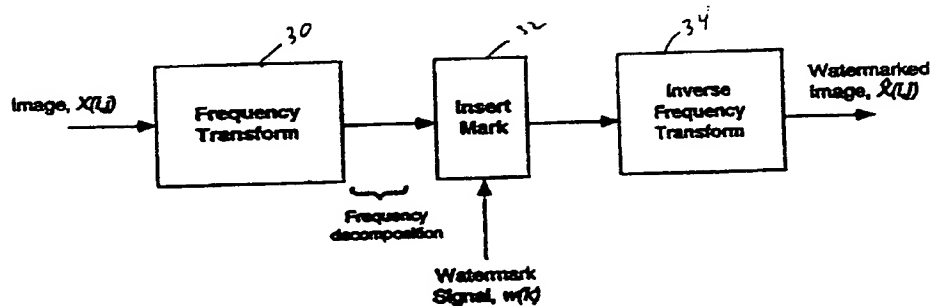 30
32
34
Image, X(i,j)
Frequency
Transform
Insert
Mark
Inverse
Frequency
Transform
Watermarked
Image, X̂(i,j)
Frequency
decomposition
Watermark
Signal, w(k)